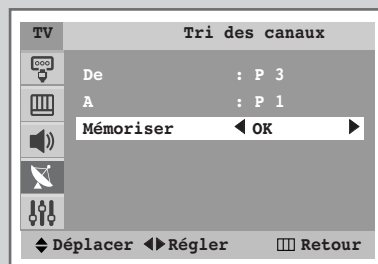 TV Tri des canaux
De : P 3
A : P 1
Mémoriser OK
Déplacer Régler Retour